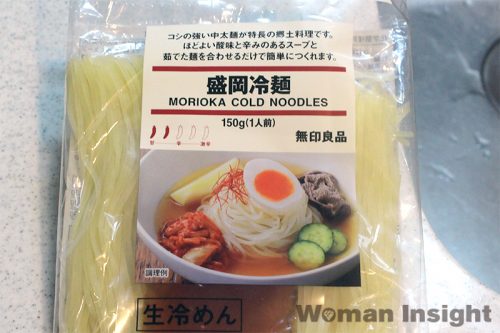 コシの強い中太麺が特長の郷土料理です。
ほどよい酸味と辛みのあるスープと
茹でた麺を合わせるだけで簡単につくれます。
盛岡冷麺
MORIOKA COLD NOODLES
150g(1人前)
無印良品
調理例
生冷めん
Woman Insight